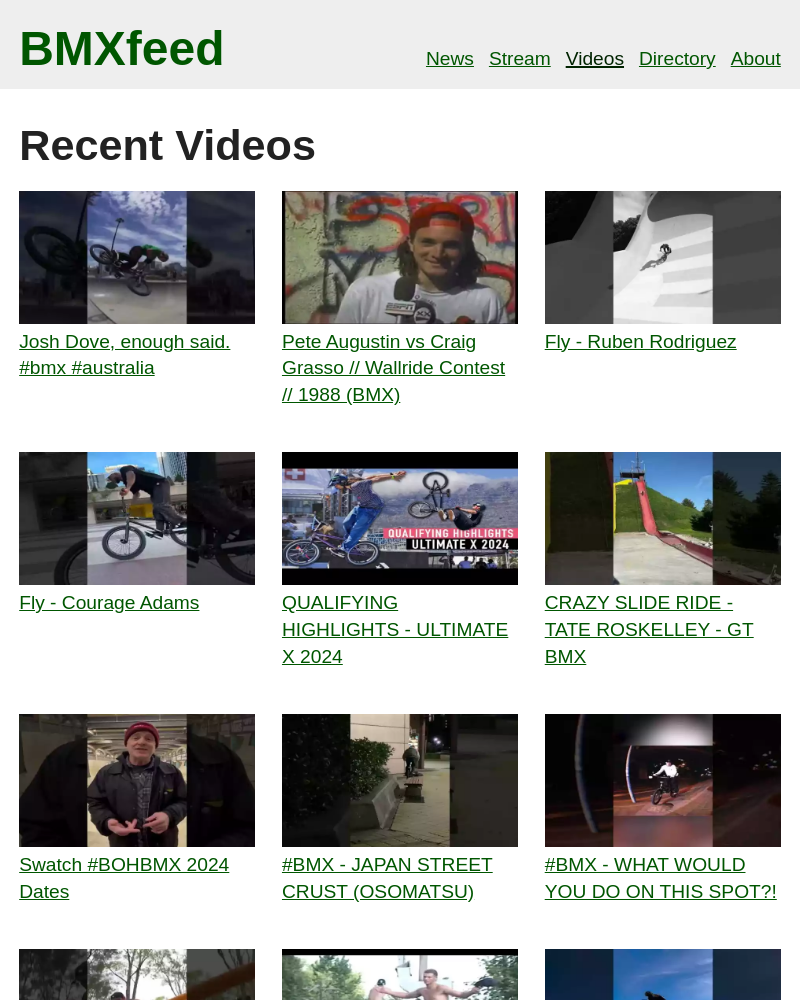 BMXfeed
News Stream Videos Directory About
Recent Videos
Josh Dove, enough said.
#bmx #australia
ESPN
Pete Augustin vs Craig
Grasso // Wallride Contest
// 1988 (BMX)
Fly - Ruben Rodriguez
Fly - Courage Adams
QUALIFYING HIGHLIGHTS
ULTIMATE X 2024
QUALIFYING
HIGHLIGHTS - ULTIMATE
X 2024
CRAZY SLIDE RIDE -
TATE ROSKELLEY - GT
BMX
Swatch #BOHBMX 2024
Dates
#BMX - JAPAN STREET
CRUST (OSOMATSU)
#BMX - WHAT WOULD
YOU DO ON THIS SPOT?!